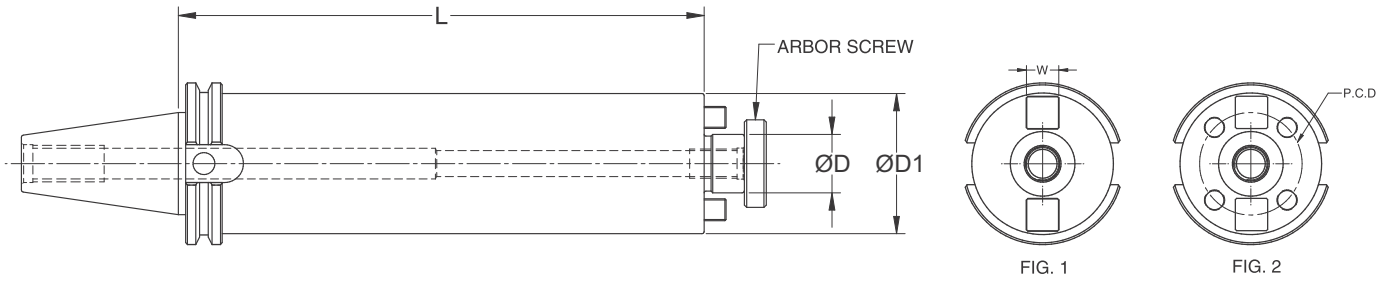 L
ARBOR SCREW
ØD
ØD1
W
P.C.D
FIG. 1
FIG. 2